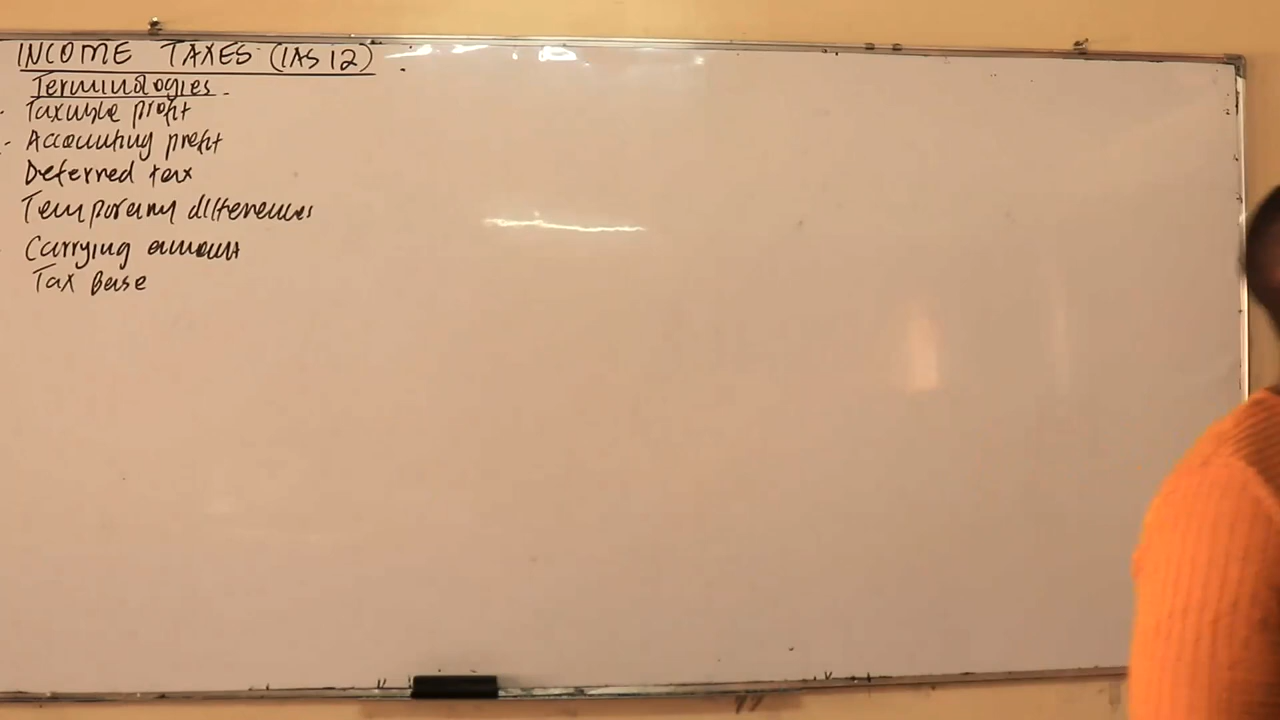 INCOME TAXES (IAS 12)
Terminologies
- Taxable profit
- Accounting profit
Deferred tax
Temporary differences
Carrying amount
Tax Base